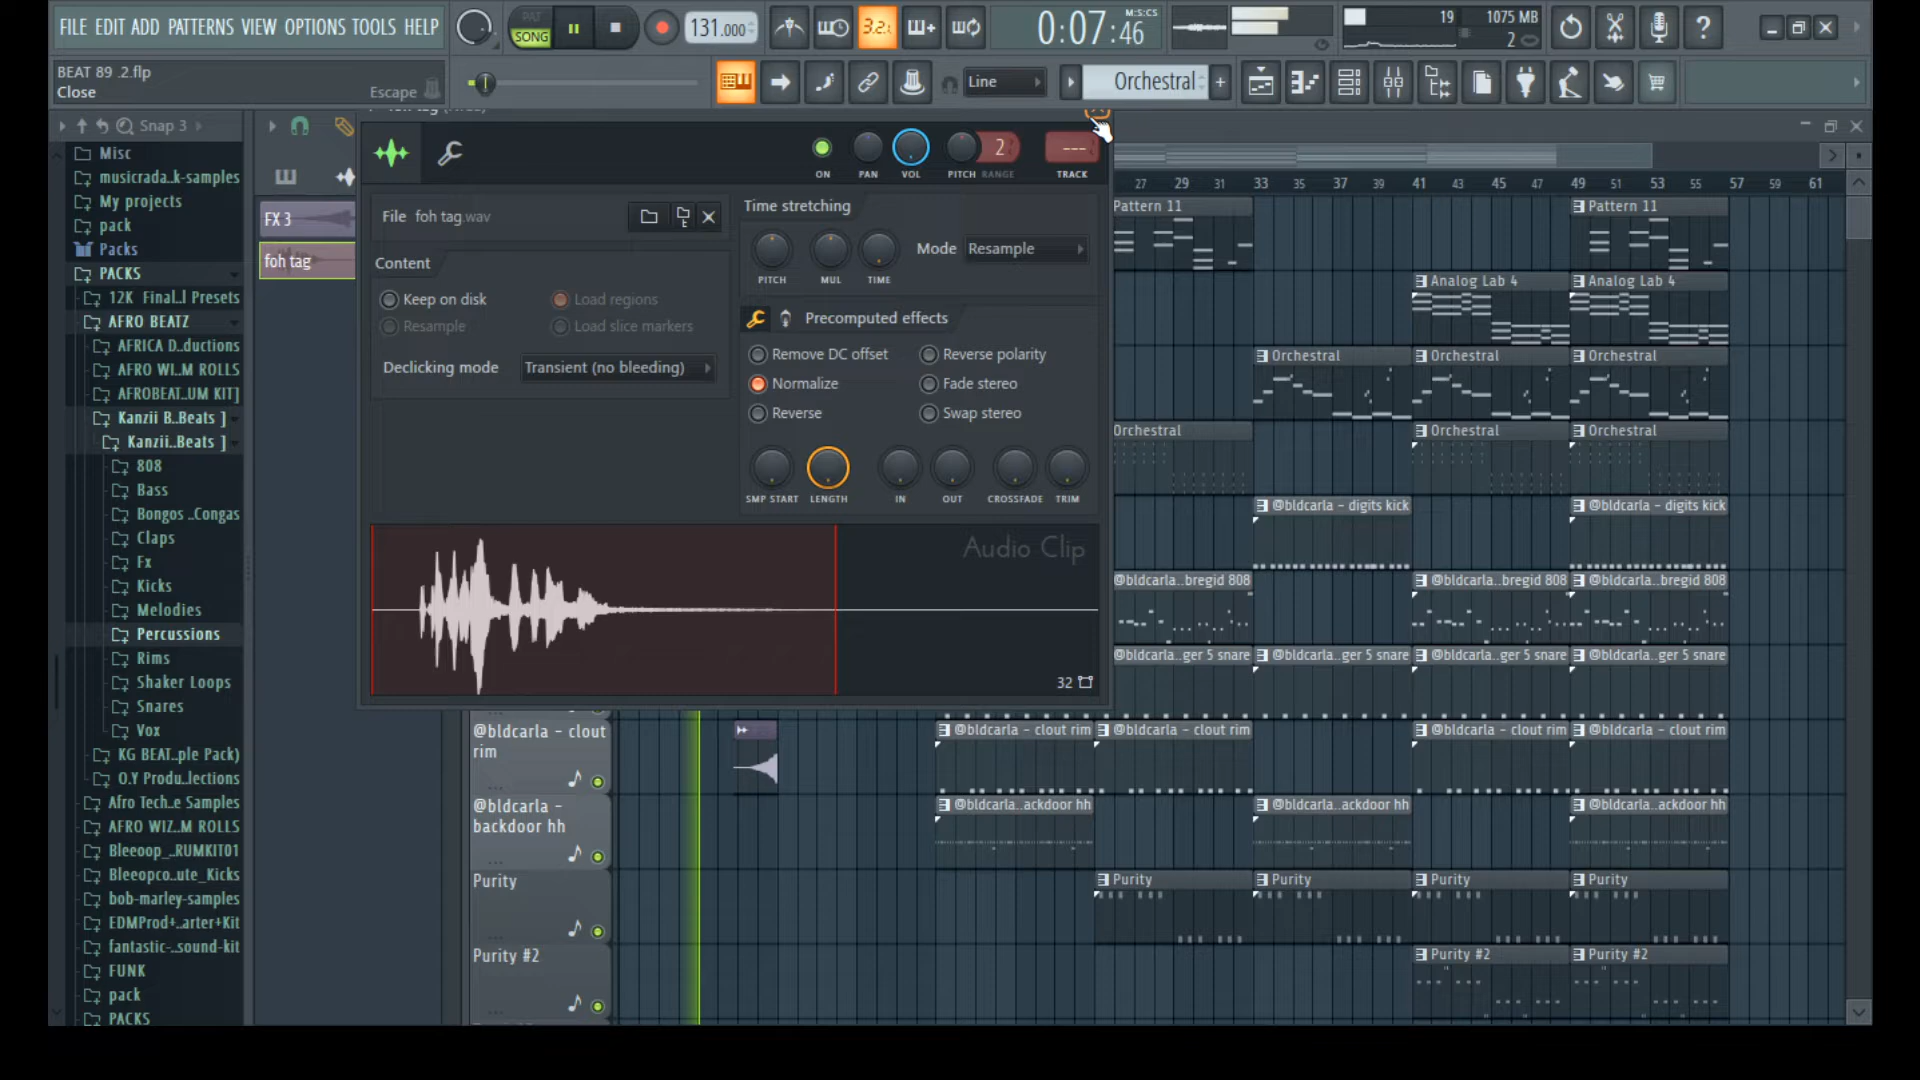 FILE EDIT ADD PATTERNS VIEW OPTIONS TOOLS HELP
PAT
SONG
131.000
3.2.
0:07:46
M:S:CS
19
1075 MB
2
BEAT 89 .2.flp
Close
Escape
Line
Orchestral
Snap 3
Misc
musicrada..k-samples
My projects
pack
Packs
PACKS
12K Final..l Presets
AFRO BEATZ
AFRICA D..ductions
AFRO WI..M ROLLS
AFROBEAT..UM KIT]
Kanzii B..Beats ]
Kanzii..Beats ]
808
Bass
Bongos ..Congas
Claps
Fx
Kicks
Melodies
Percussions
Rims
Shaker Loops
Snares
Vox
KG BEAT..ple Pack)
O.Y Produ..lections
Afro Tech..e Samples
AFRO WIZ..M ROLLS
Bleeoop_..RUMKIT01
Bleeopco..ute_Kicks
bob-marley-samples
EDMProd+..arter+Kit
fantastic-..sound-kit
FUNK
pack
PACKS
FX 3
foh tag
ON
PAN
VOL
PITCH
RANGE
2
---
TRACK
File foh tag.wav
Content
Keep on disk
Resample
Load regions
Load slice markers
Declicking mode
Transient (no bleeding)
Time stretching
PITCH
MUL
TIME
Mode
Resample
Precomputed effects
Remove DC offset
Normalize
Reverse
Reverse polarity
Fade stereo
Swap stereo
SMP START
LENGTH
IN
OUT
CROSSFADE
TRIM
Audio Clip
32
27 29 31 33 35 37 39 41 43 45 47 49 51 53 55 57 59 61
Pattern 11
Pattern 11
Analog Lab 4
Analog Lab 4
Orchestral
Orchestral
Orchestral
Orchestral
Orchestral
Orchestral
@bldcarla - digits kick
@bldcarla - digits kick
@bldcarla..bregid 808
@bldcarla..bregid 808
@bldcarla..bregid 808
@bldcarla..ger 5 snare
@bldcarla..ger 5 snare
@bldcarla..ger 5 snare
@bldcarla..ger 5 snare
@bldcarla - clout
rim
@bldcarla - clout rim
@bldcarla - clout rim
@bldcarla - clout rim
@bldcarla - clout rim
@bldcarla -
backdoor hh
@bldcarla..ackdoor hh
@bldcarla..ackdoor hh
@bldcarla..ackdoor hh
Purity
Purity
Purity
Purity
Purity
Purity #2
Purity #2
Purity #2